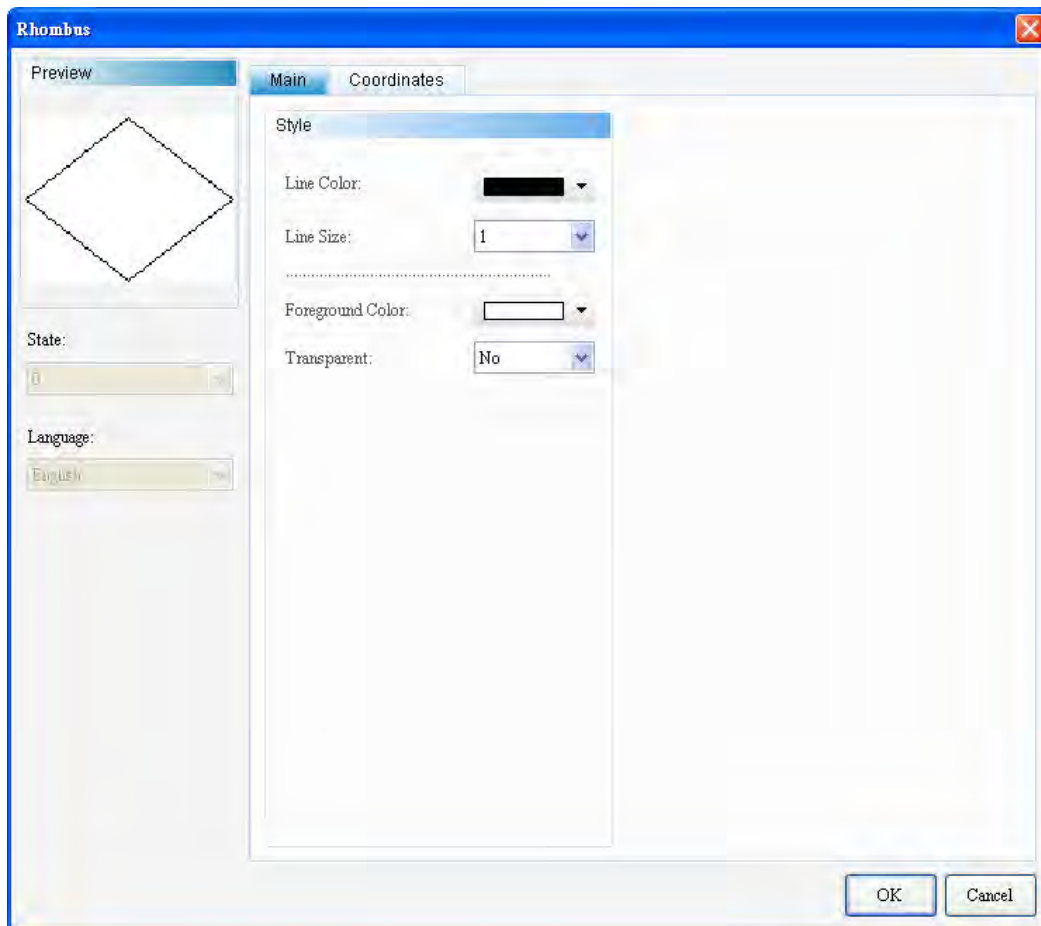 Rhombus
Preview
State:
0
Language:
English
Main
Coordinates
Style
Line Color:
Line Size:
1
Foreground Color:
Transparent:
No
OK
Cancel